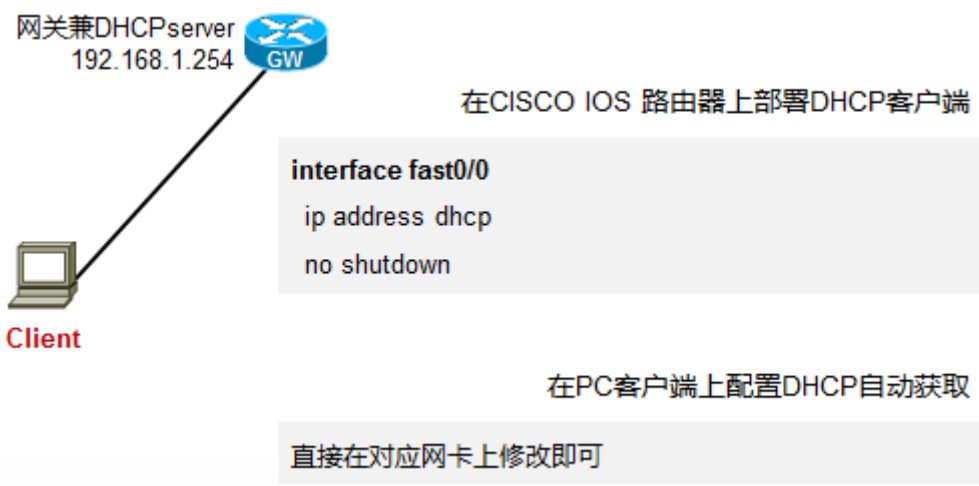 网关兼DHCPserver
192.168.1.254
GW
在CISCO IOS 路由器上部署DHCP客户端
interface fast0/0
ip address dhcp
no shutdown
Client
在PC客户端上配置DHCP自动获取
直接在对应网卡上修改即可